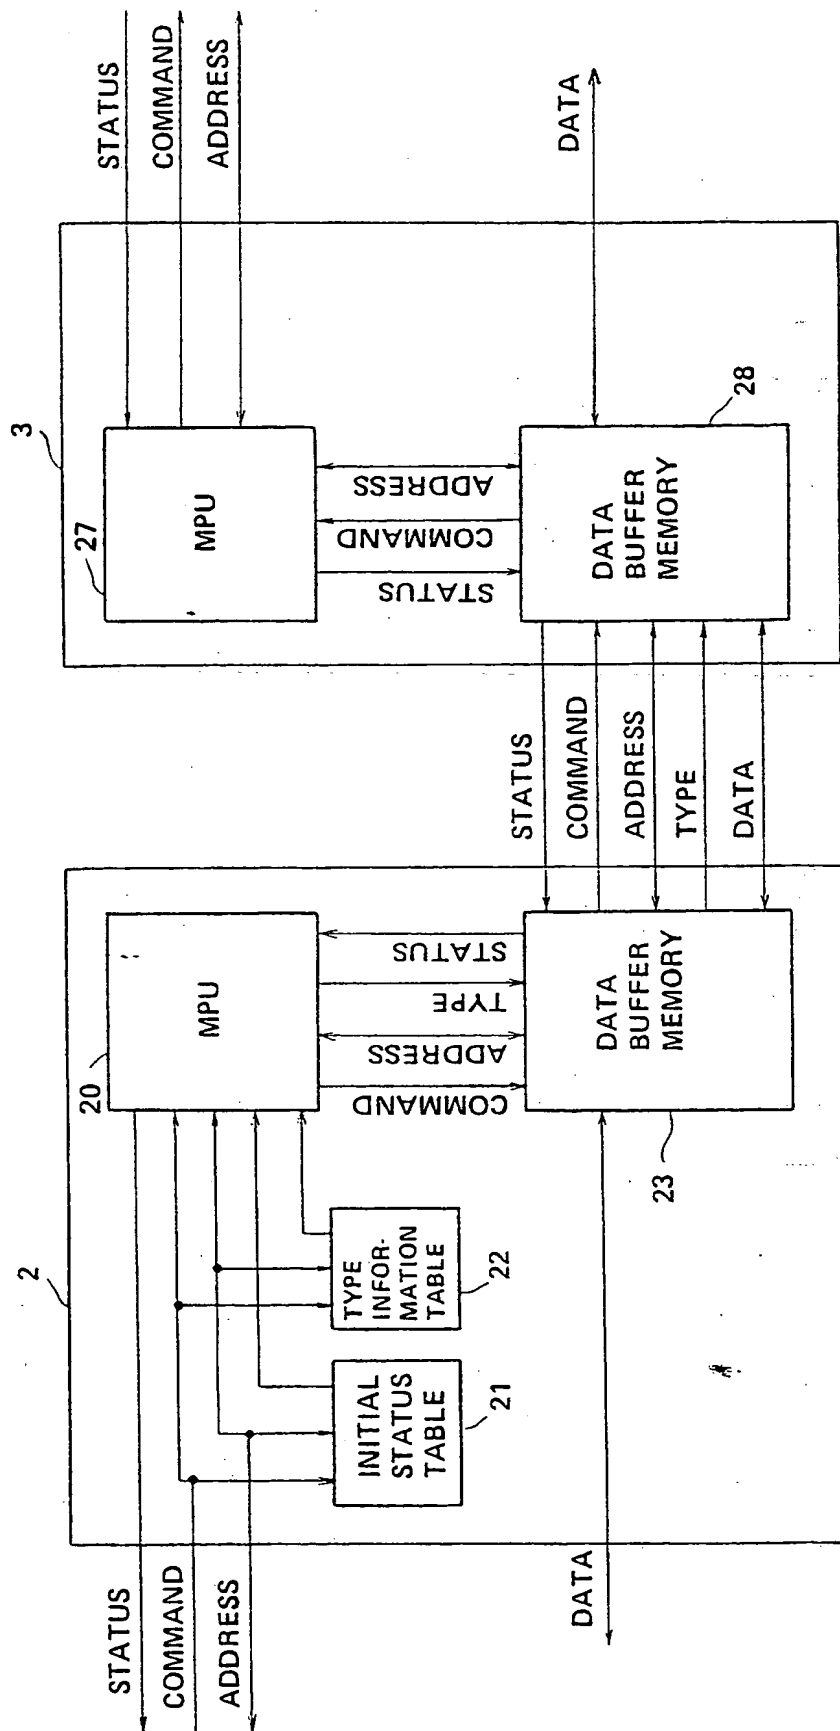 2
STATUS
COMMAND
ADDRESS
DATA
INITIAL
STATUS
TABLE
21
TYPE
INFOR-
MATION
TABLE
22
20
MPU
COMMAND
ADDRESS
TYPE
STATUS
DATA
BUFFER
MEMORY
23
STATUS
COMMAND
ADDRESS
TYPE
DATA
3
27
MPU
STATUS
COMMAND
ADDRESS
DATA
BUFFER
MEMORY
28
STATUS
COMMAND
ADDRESS
DATA